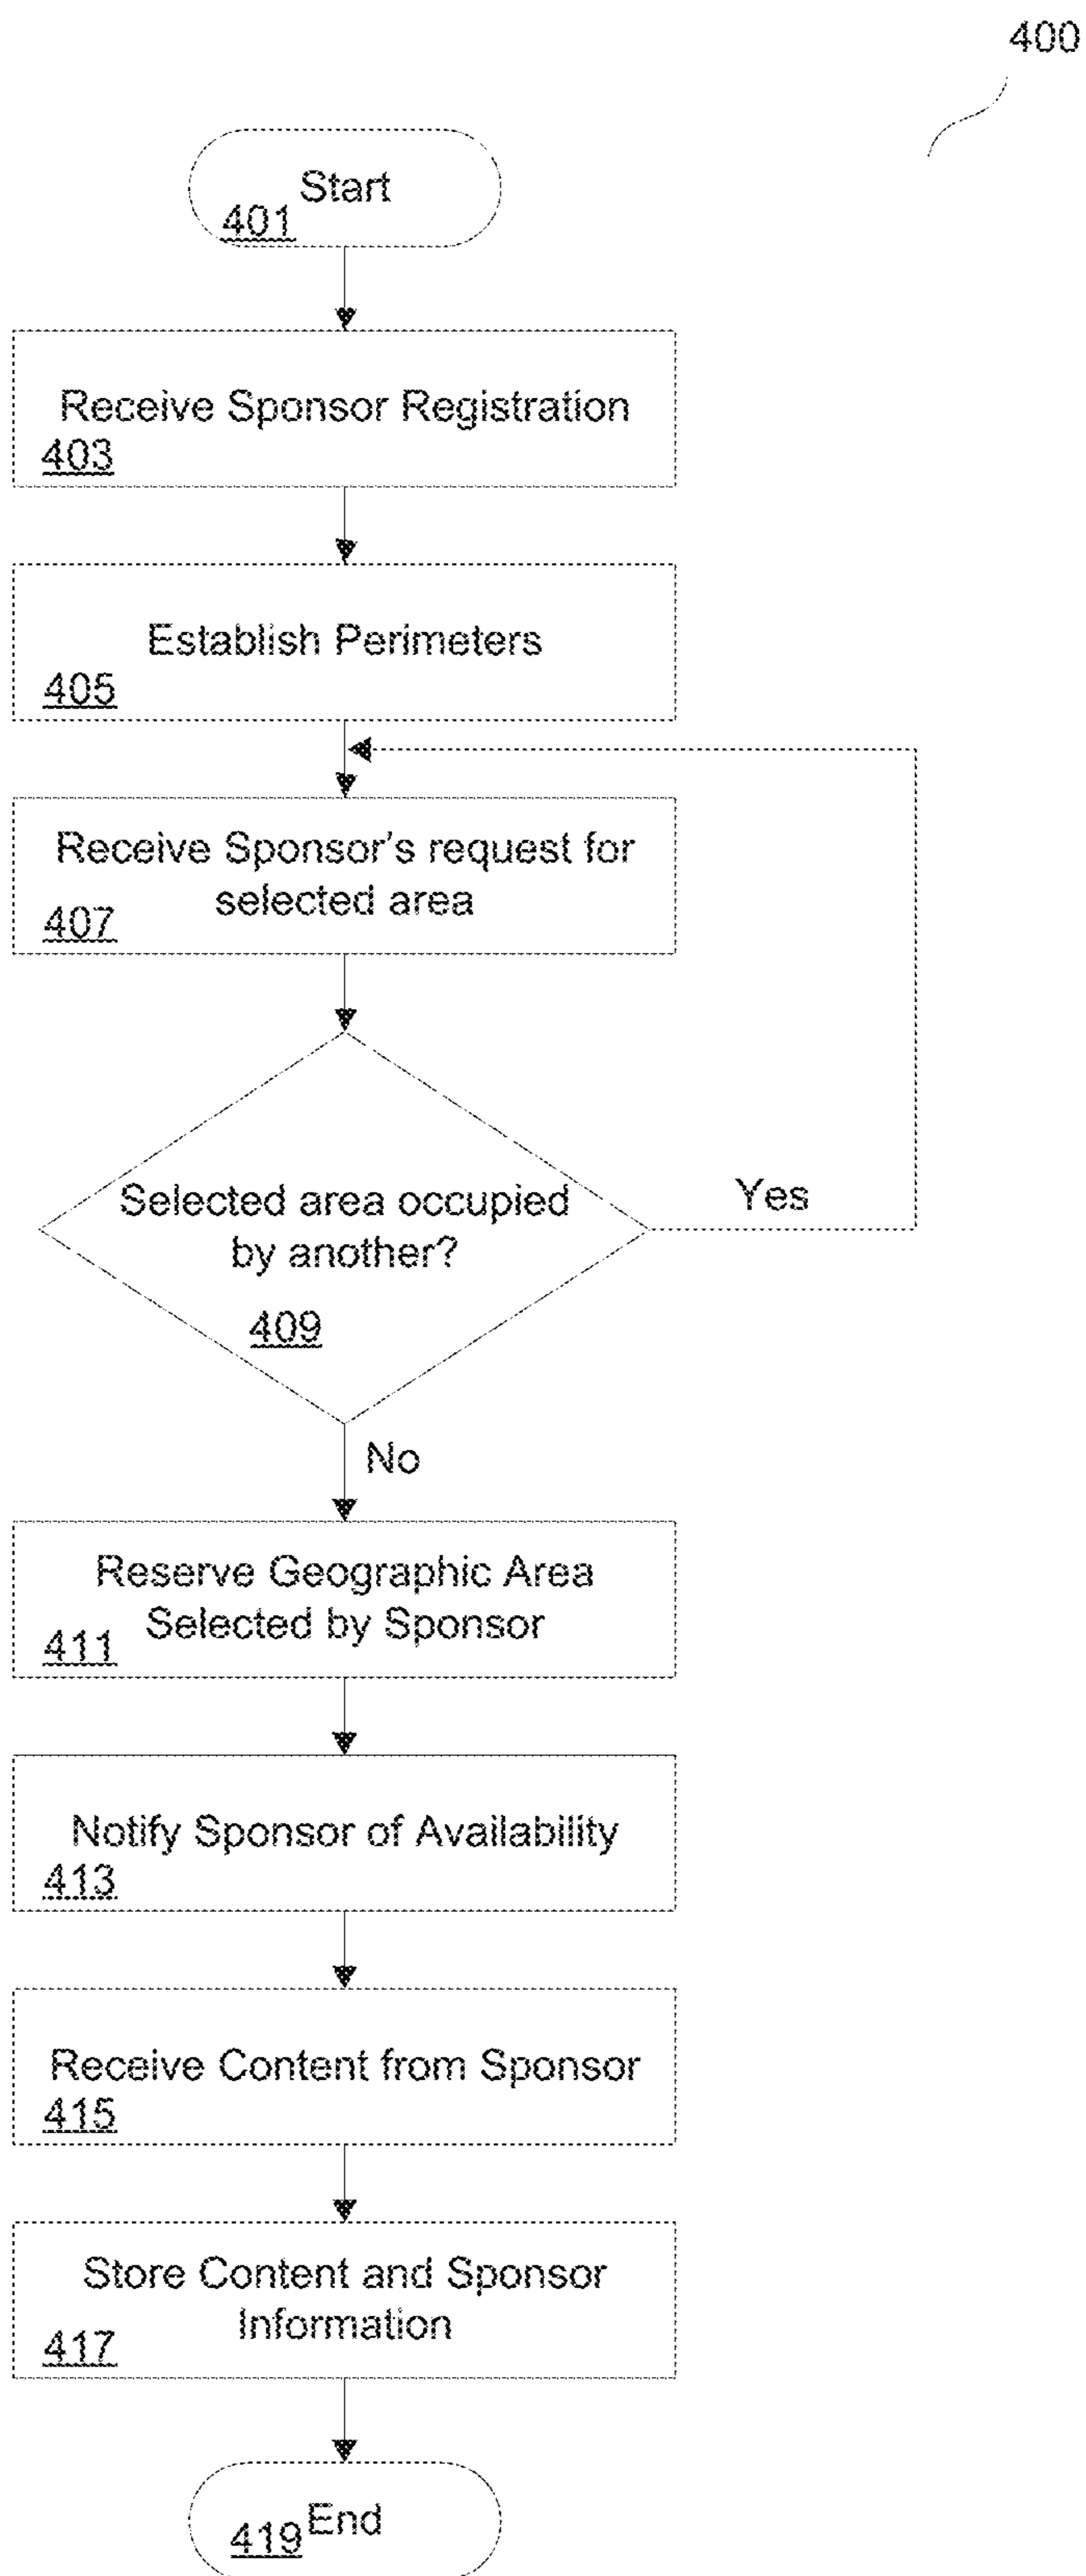 400
Start
401
Receive Sponsor Registration
403
Establish Perimeters
405
Receive Sponsor's request for
selected area
407
Selected area occupied
by another?
409
Yes
No
Reserve Geographic Area
Selected by Sponsor
411
Notify Sponsor of Availability
413
Receive Content from Sponsor
415
Store Content and Sponsor
Information
417
End
419